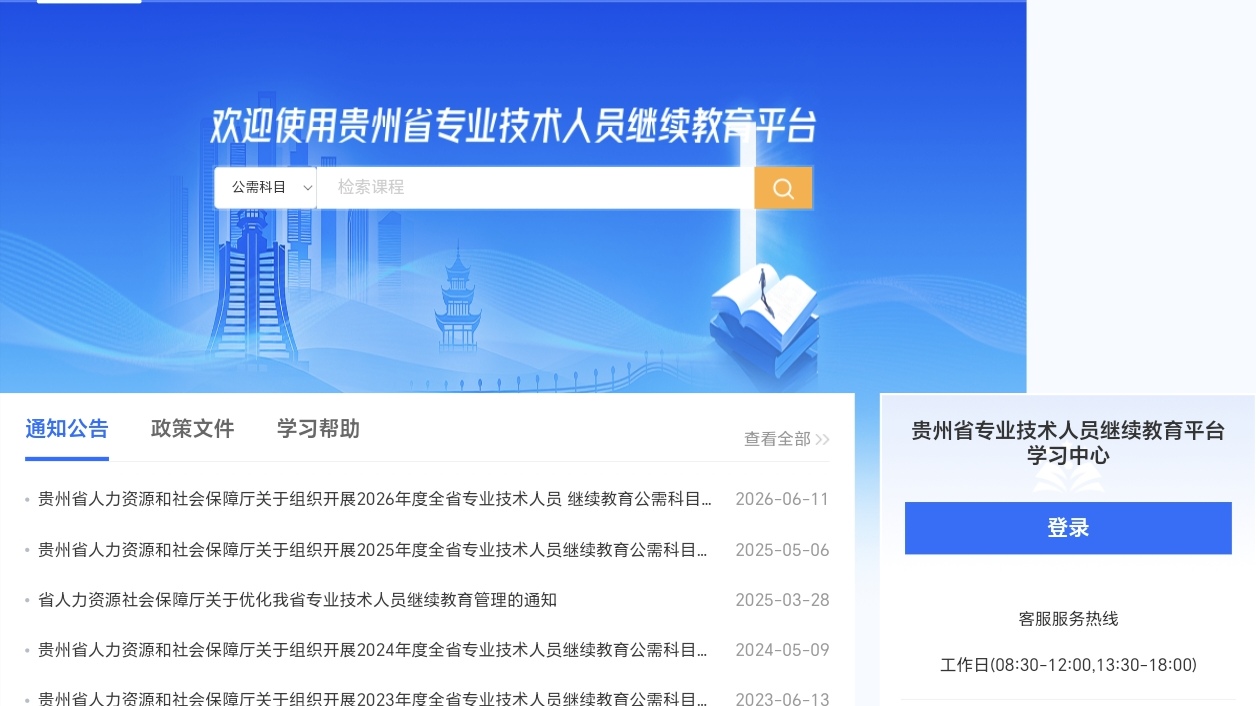 欢迎使用贵州省专业技术人员继续教育平台
公需科目 检索课程
通知公告 政策文件 学习帮助
查看全部
贵州省人力资源和社会保障厅关于组织开展2026年度全省专业技术人员 继续教育公需科目... 2026-06-11
贵州省人力资源和社会保障厅关于组织开展2025年度全省专业技术人员继续教育公需科目... 2025-05-06
省人力资源社会保障厅关于优化我省专业技术人员继续教育管理的通知 2025-03-28
贵州省人力资源和社会保障厅关于组织开展2024年度全省专业技术人员继续教育公需科目... 2024-05-09
贵州省人力资源和社会保障厅关于组织开展2023年度全省专业技术人员继续教育公需科目... 2023-06-13
贵州省专业技术人员继续教育平台
学习中心
登录
客服服务热线
工作日(08:30-12:00,13:30-18:00)